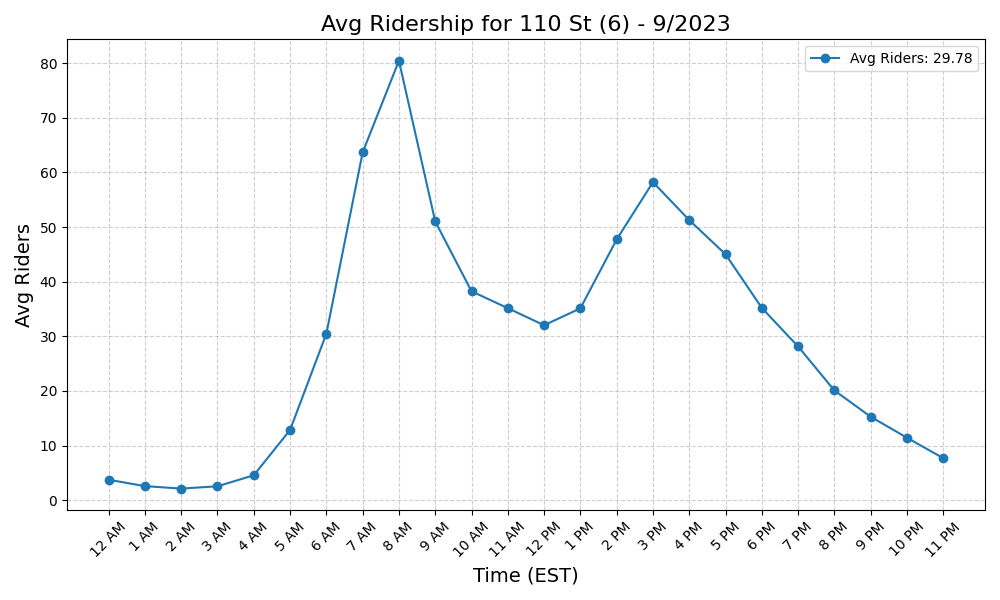 Avg Ridership for 110 St (6) - 9/2023
Avg Riders: 29.78
Avg Riders
80
70
60
50
40
30
20
10
0
12 AM
1 AM
2 AM
3 AM
4 AM
5 AM
6 AM
7 AM
8 AM
9 AM
10 AM
11 AM
12 PM
1 PM
2 PM
3 PM
4 PM
5 PM
6 PM
7 PM
8 PM
9 PM
10 PM
11 PM
Time (EST)